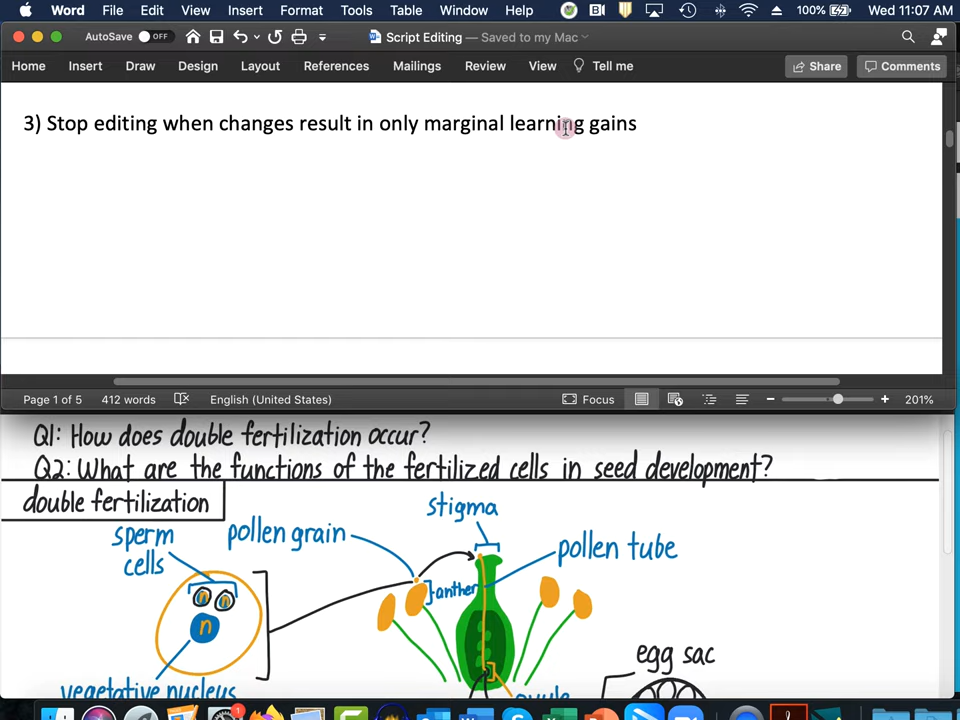 Word File Edit View Insert Format Tools Table Window Help 100% Wed 11:07 AM
AutoSave OFF Script Editing — Saved to my Mac
Home Insert Draw Design Layout References Mailings Review View Tell me Share Comments
3) Stop editing when changes result in only marginal learning gains
Page 1 of 5 412 words English (United States) Focus 201%
Q1: How does double fertilization occur?
Q2: What are the functions of the fertilized cells in seed development?
double fertilization
stigma
sperm
cells
pollen grain
pollen tube
anther
n n
n
egg sac
vegetative nucleus
ovule
1